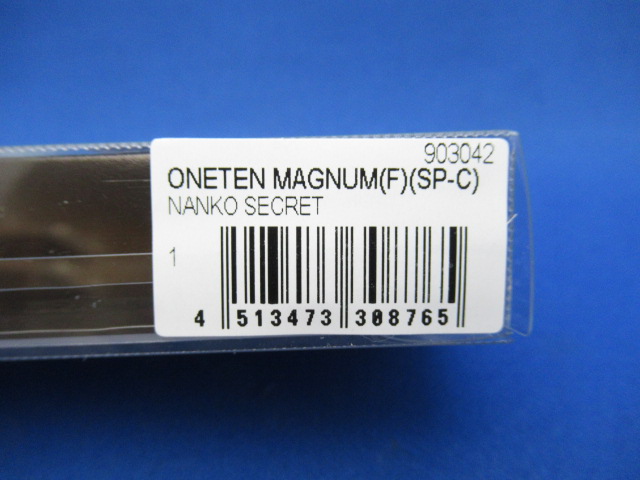 903042
ONETEN MAGNUM(F)(SP-C)
NANKO SECRET
1
4 513473 308765